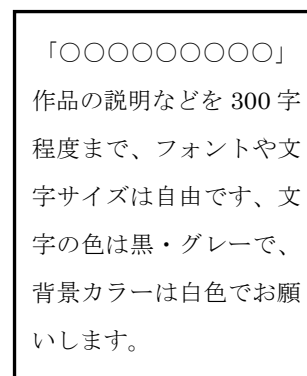 「○○○○○○○○○」
作品の説明などを 300 字
程度まで、フォントや文
字サイズは自由です、文
字の色は黒・グレーで、
背景カラーは白色でお願
いします。